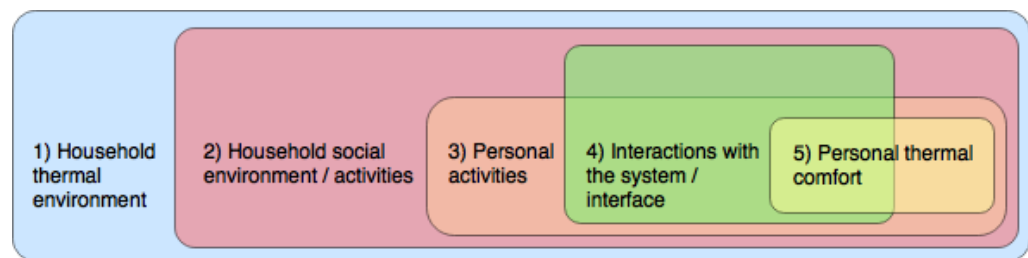 1) Household
thermal
environment
2) Household social
environment / activities
3) Personal
activities
4) Interactions with
the system /
interface
5) Personal thermal
comfort